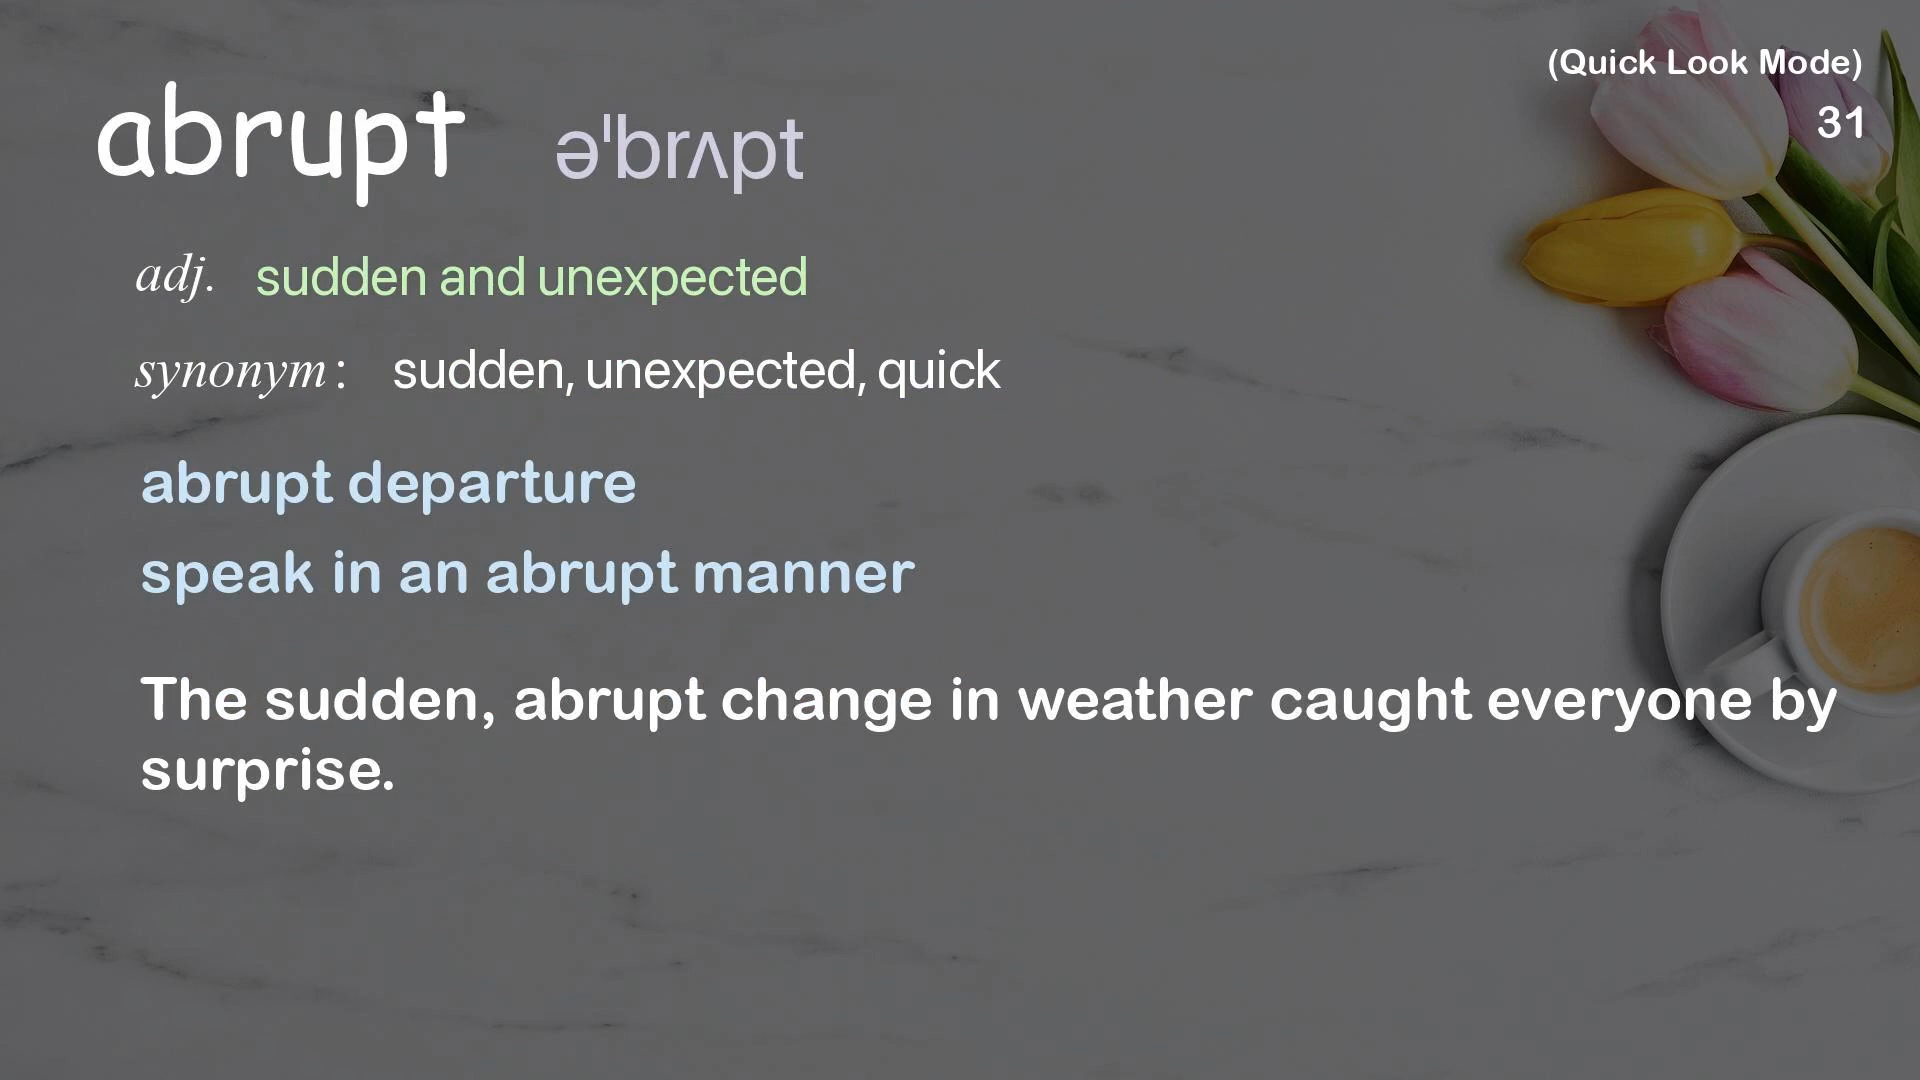 (Quick Look Mode)
31
abrupt əˈbrʌpt
adj. sudden and unexpected
synonym: sudden, unexpected, quick
abrupt departure
speak in an abrupt manner
The sudden, abrupt change in weather caught everyone by
surprise.